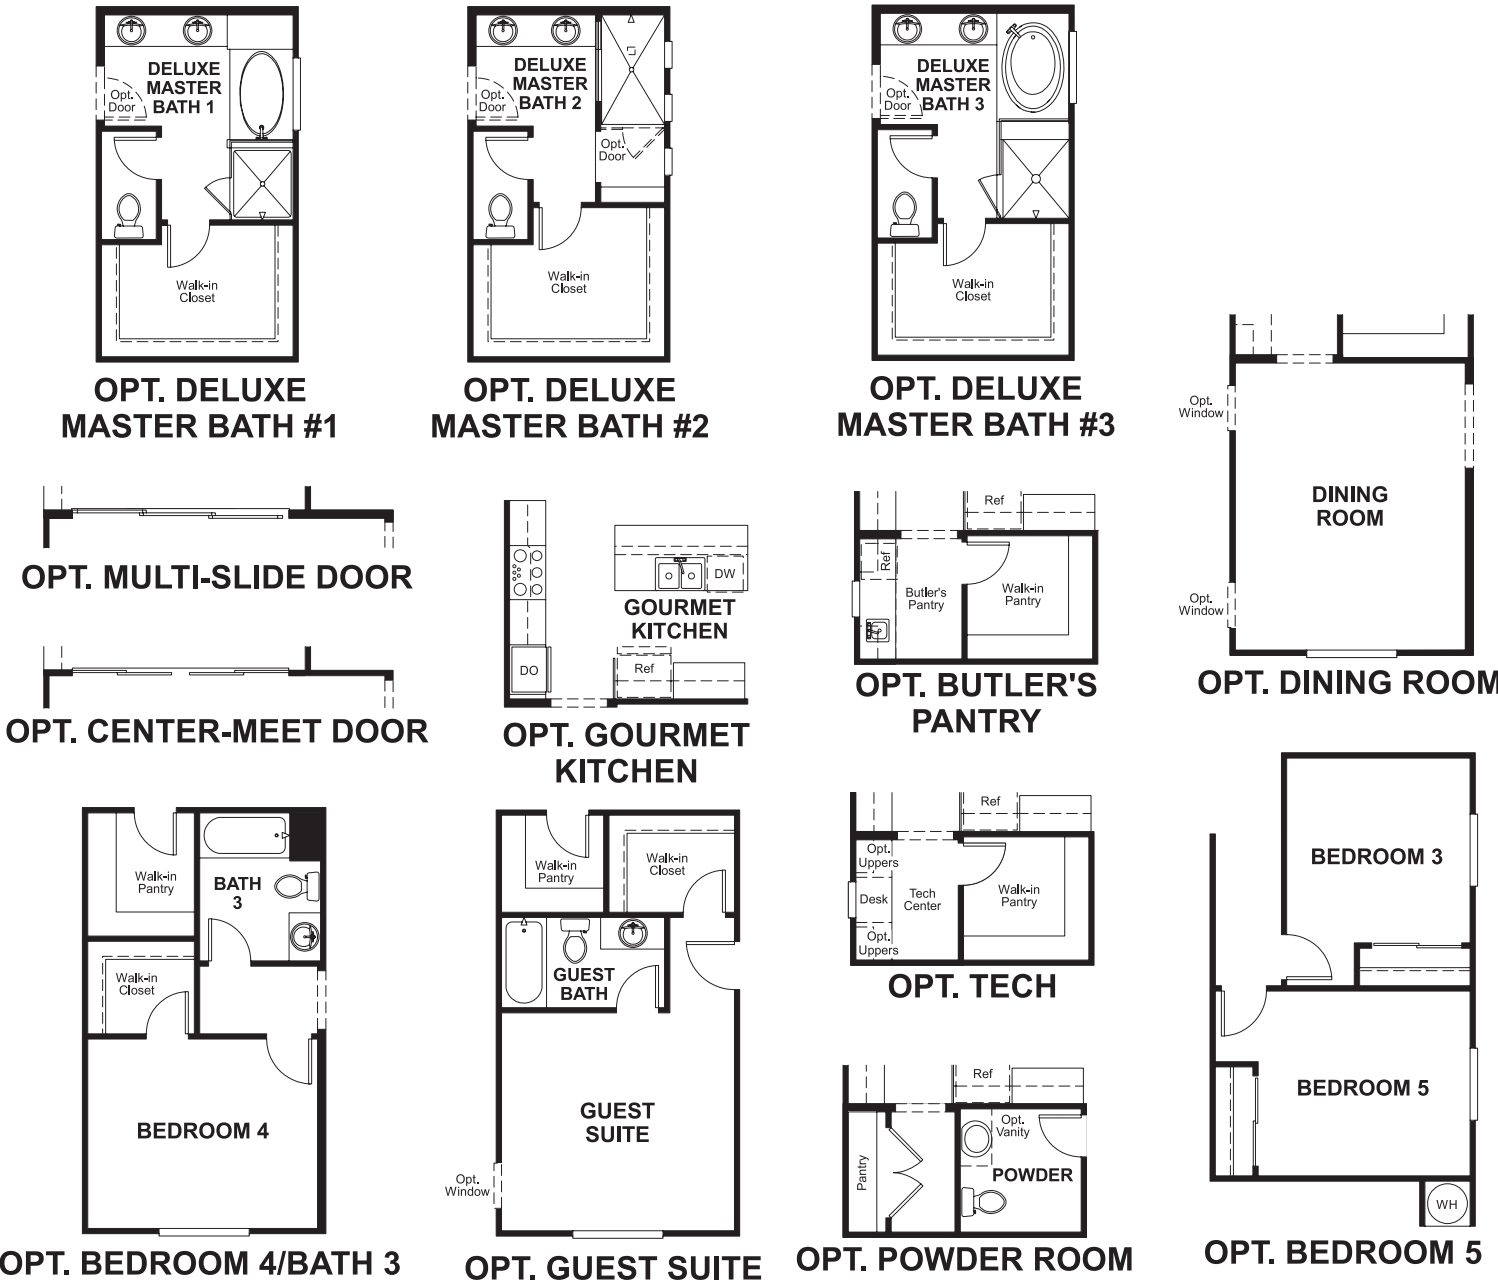 DELUXE
MASTER
BATH 1
Opt.
Door
Walk-in
Closet
OPT. DELUXE
MASTER BATH #1
DELUXE
MASTER
BATH 2
Opt.
Door
Opt.
Door
Walk-in
Closet
OPT. DELUXE
MASTER BATH #2
DELUXE
MASTER
BATH 3
Opt.
Door
Walk-in
Closet
OPT. DELUXE
MASTER BATH #3
Opt.
Window
DINING
ROOM
Opt.
Window
OPT. DINING ROOM
OPT. MULTI-SLIDE DOOR
OPT. CENTER-MEET DOOR
DW
GOURMET
KITCHEN
DO
Ref
OPT. GOURMET
KITCHEN
Ref
Ref
Butler's
Pantry
Walk-in
Pantry
OPT. BUTLER'S
PANTRY
Walk-in
Pantry
BATH
3
Walk-in
Closet
BEDROOM 4
OPT. BEDROOM 4/BATH 3
Walk-in
Pantry
Walk-in
Closet
GUEST
BATH
GUEST
SUITE
Opt.
Window
OPT. GUEST SUITE
Ref
Opt.
Uppers
Desk
Tech
Center
Walk-in
Pantry
Opt.
Uppers
OPT. TECH
Ref
Opt.
Vanity
Pantry
POWDER
OPT. POWDER ROOM
BEDROOM 3
BEDROOM 5
WH
OPT. BEDROOM 5